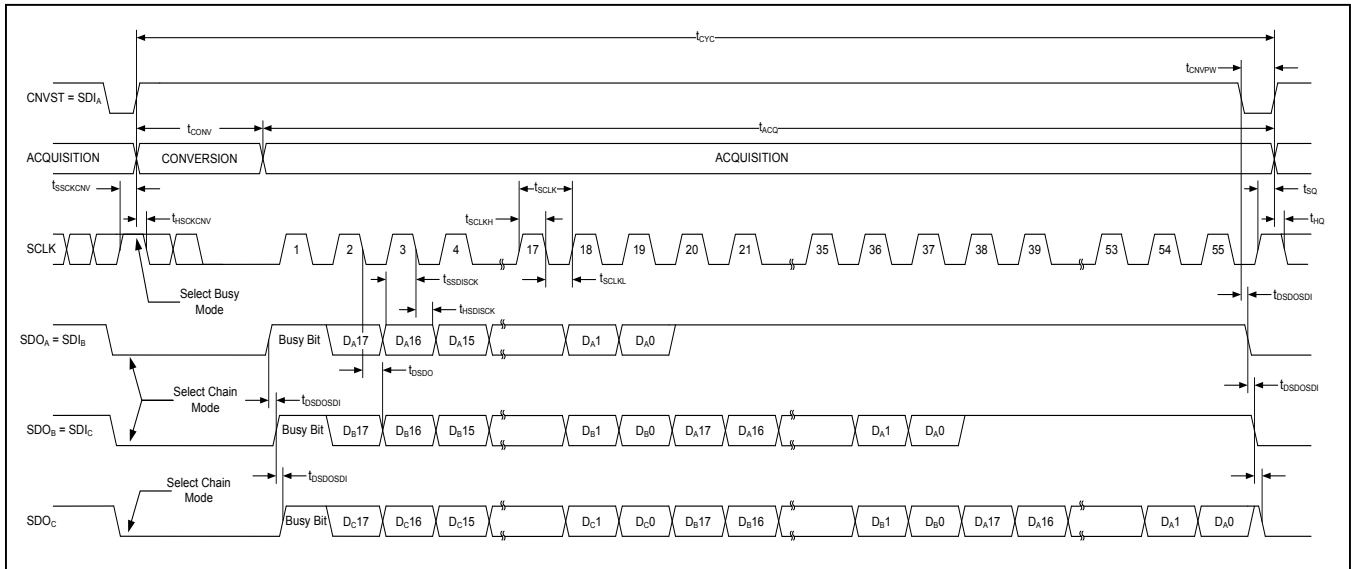 tCYC
tCNVPW
CNVST = SDIA
tCONV
tACQ
ACQUISITION CONVERSION ACQUISITION
tSSCKCNV tSCLK tSQ
tHSCKCNV tSCLKH tHQ
SCLK 1 2 3 4 17 18 19 20 21 35 36 37 38 39 53 54 55
tSSDISCK tSCLKL
Select Busy
Mode
tHSDISCK tDSDOSDI
SDOA = SDIB Busy Bit DA17 DA16 DA15 DA1 DA0
tDSDO
Select Chain
Mode
tDSDOSDI tDSDOSDI
SDOB = SDIC Busy Bit DB17 DB16 DB15 DB1 DB0 DA17 DA16 DA1 DA0
Select Chain
Mode
tDSDOSDI
SDOC Busy Bit DC17 DC16 DC15 DC1 DC0 DB17 DB16 DB1 DB0 DA17 DA16 DA1 DA0